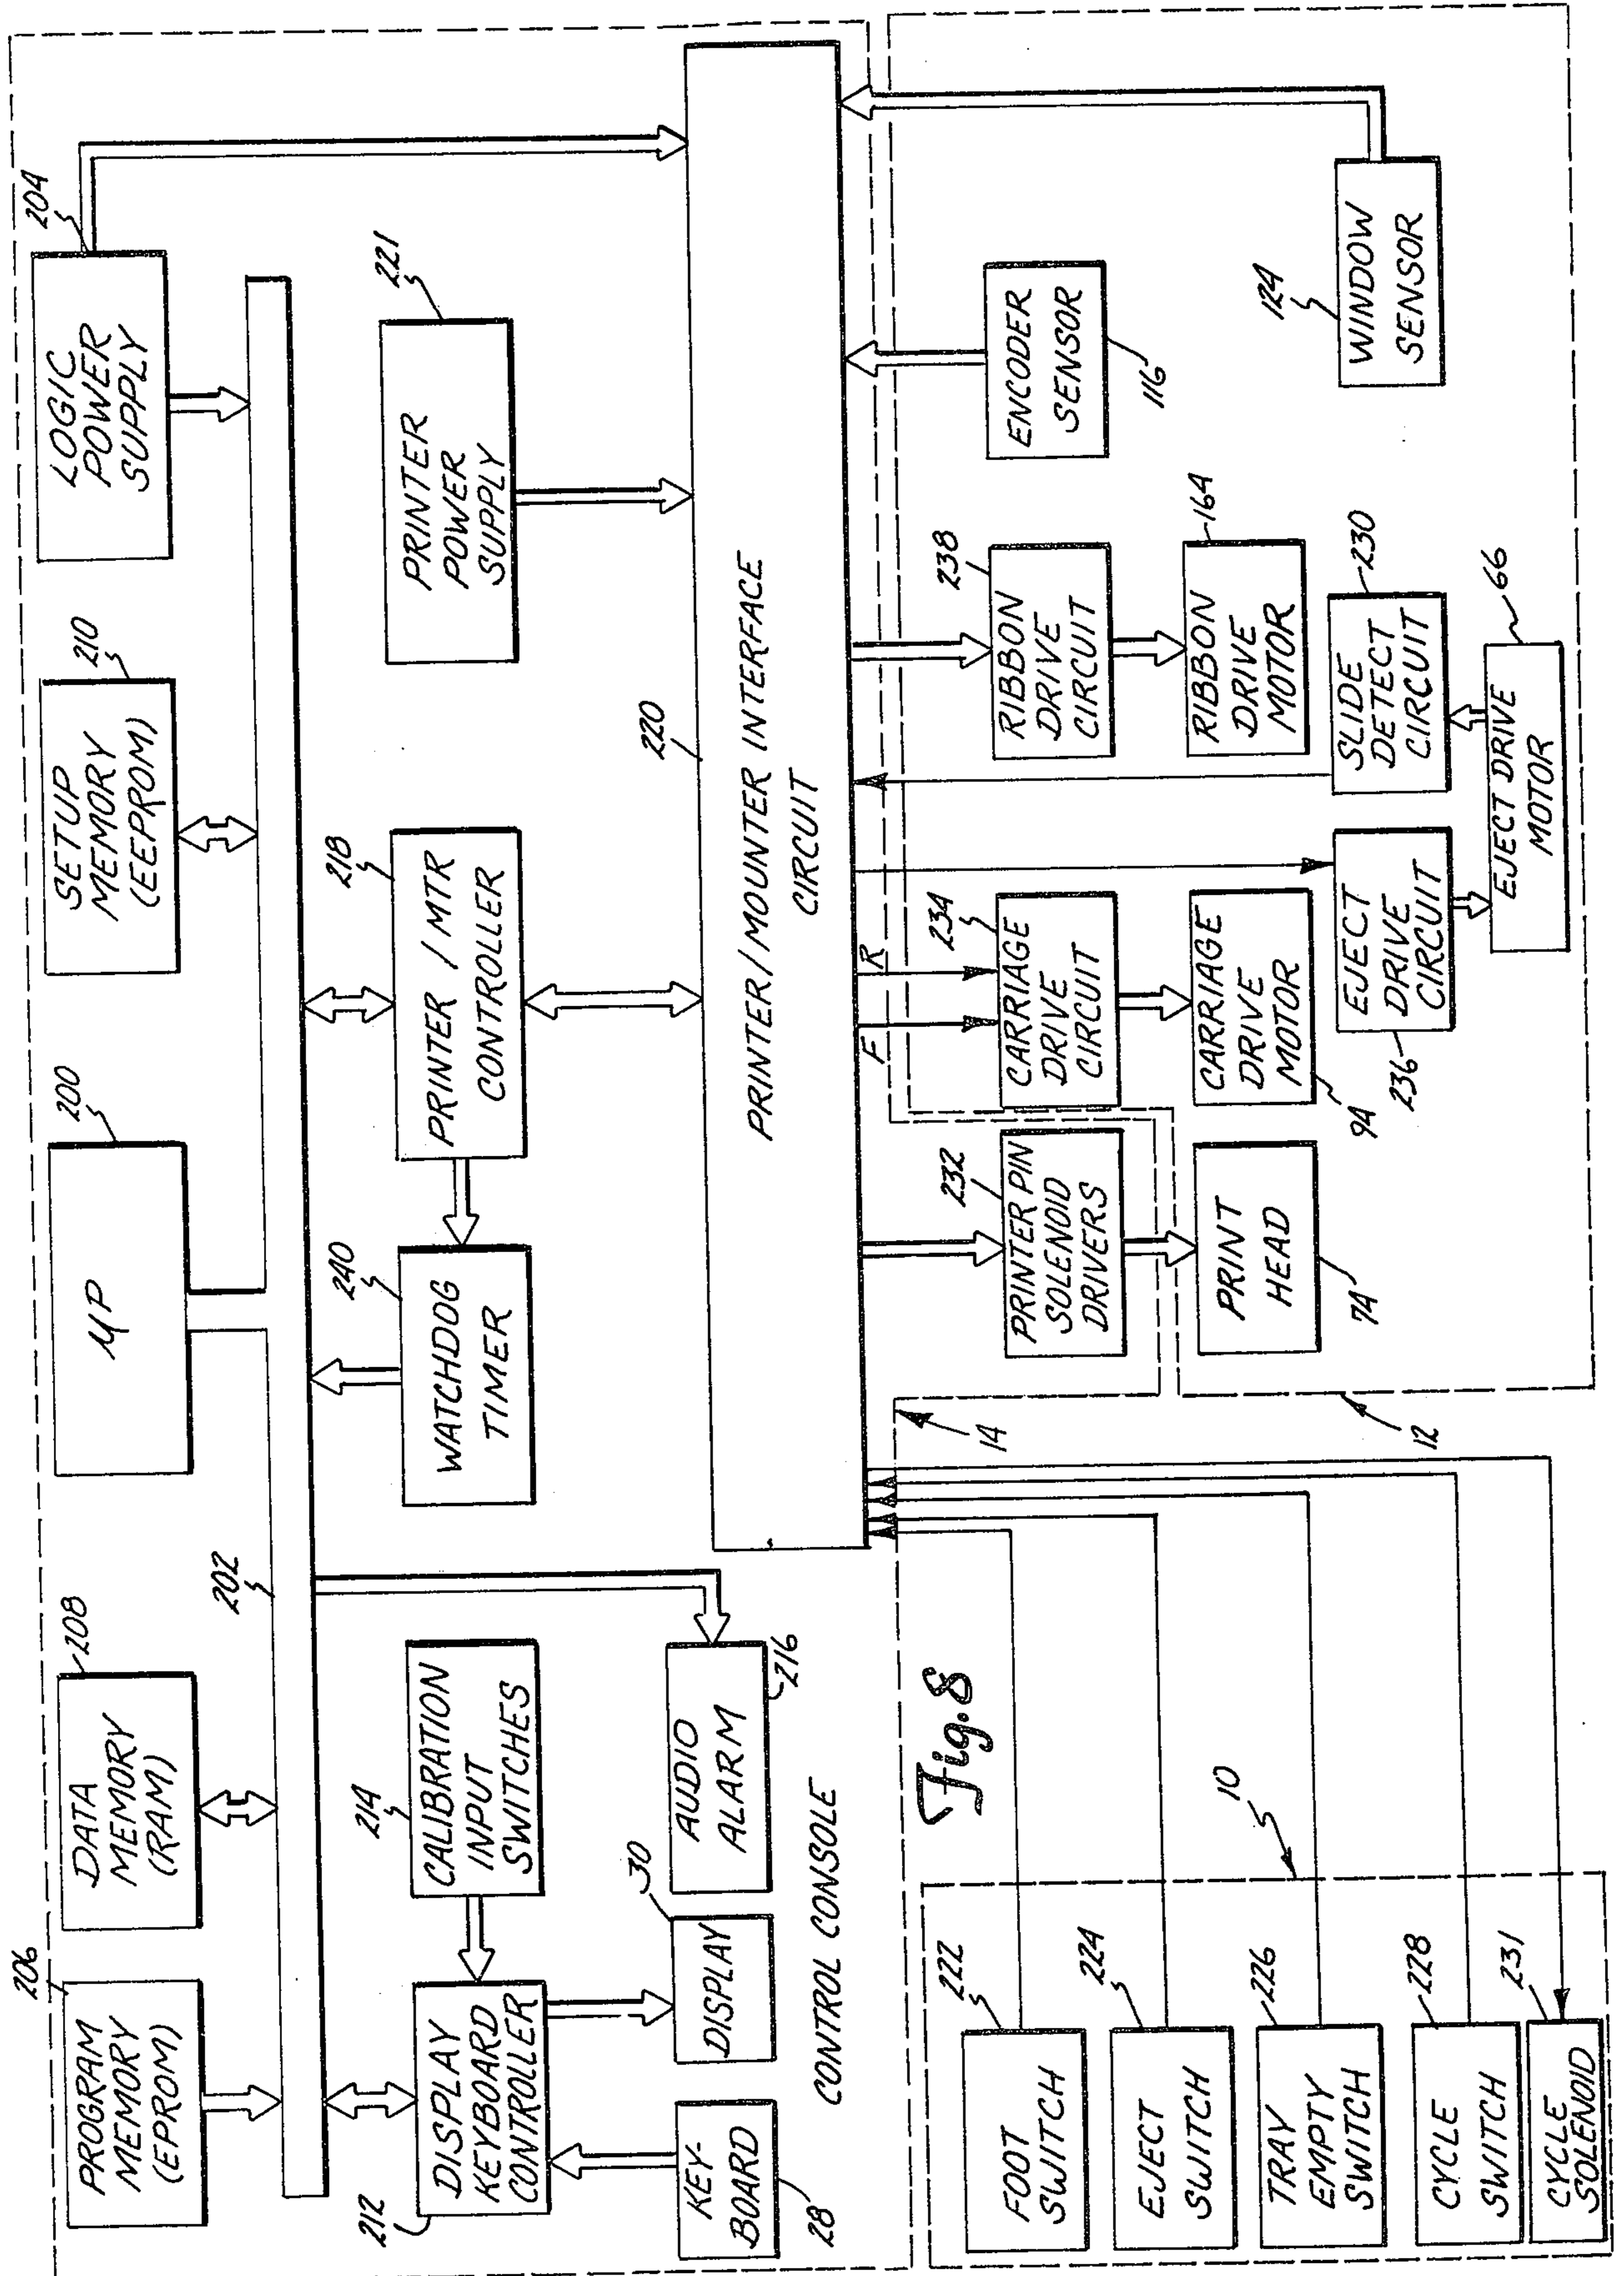 206
PROGRAM
MEMORY
(EPROM)
208
DATA
MEMORY
(RAM)
202
200
μP
210
SETUP
MEMORY
(EEPROM)
204
LOGIC
POWER
SUPPLY
212
DISPLAY
KEYBOARD
CONTROLLER
214
CALIBRATION
INPUT
SWITCHES
240
WATCHDOG
TIMER
218
PRINTER / MTR
CONTROLLER
221
PRINTER
POWER
SUPPLY
KEY-
BOARD
28
30
DISPLAY
AUDIO
ALARM
216
220
PRINTER/MOUNTER INTERFACE
CIRCUIT
CONTROL CONSOLE
Fig. 8
14
12
10
222
FOOT
SWITCH
224
EJECT
SWITCH
226
TRAY
EMPTY
SWITCH
228
CYCLE
SWITCH
231
CYCLE
SOLENOID
232
PRINTER PIN
SOLENOID
DRIVERS
PRINT
HEAD
74
F
R
234
CARRIAGE
DRIVE
CIRCUIT
CARRIAGE
DRIVE
MOTOR
94
236
EJECT
DRIVE
CIRCUIT
EJECT DRIVE
MOTOR
66
238
RIBBON
DRIVE
CIRCUIT
RIBBON
DRIVE
MOTOR
164
SLIDE
DETECT
CIRCUIT
230
ENCODER
SENSOR
116
124
WINDOW
SENSOR